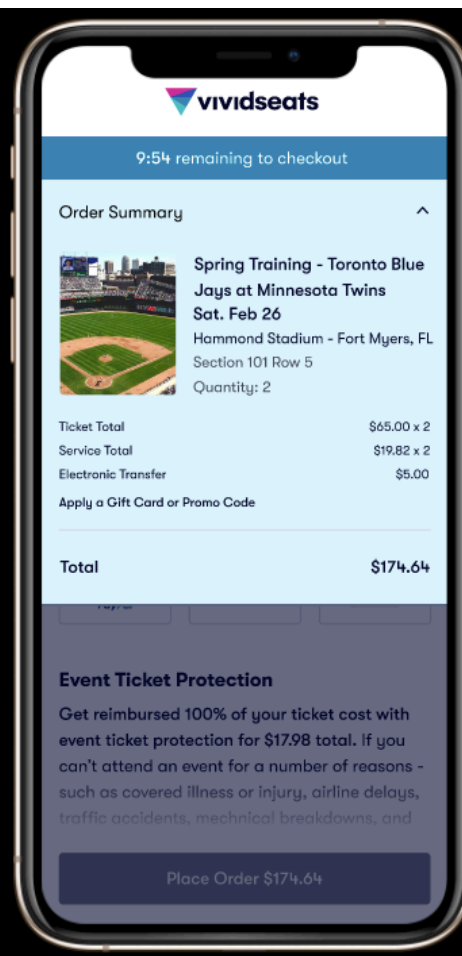 vividseats
9:54 remaining to checkout
Order Summary
Spring Training - Toronto Blue
Jays at Minnesota Twins
Sat. Feb 26
Hammond Stadium - Fort Myers, FL
Section 101 Row 5
Quantity: 2
Ticket Total $65.00 x 2
Service Total $19.82 x 2
Electronic Transfer $5.00
Apply a Gift Card or Promo Code
Total $174.64
Event Ticket Protection
Get reimbursed 100% of your ticket cost with
event ticket protection for $17.98 total. If you
can't attend an event for a number of reasons -
such as covered illness or injury, airline delays,
traffic accidents, mechnical breakdowns, and
Place Order $174.64